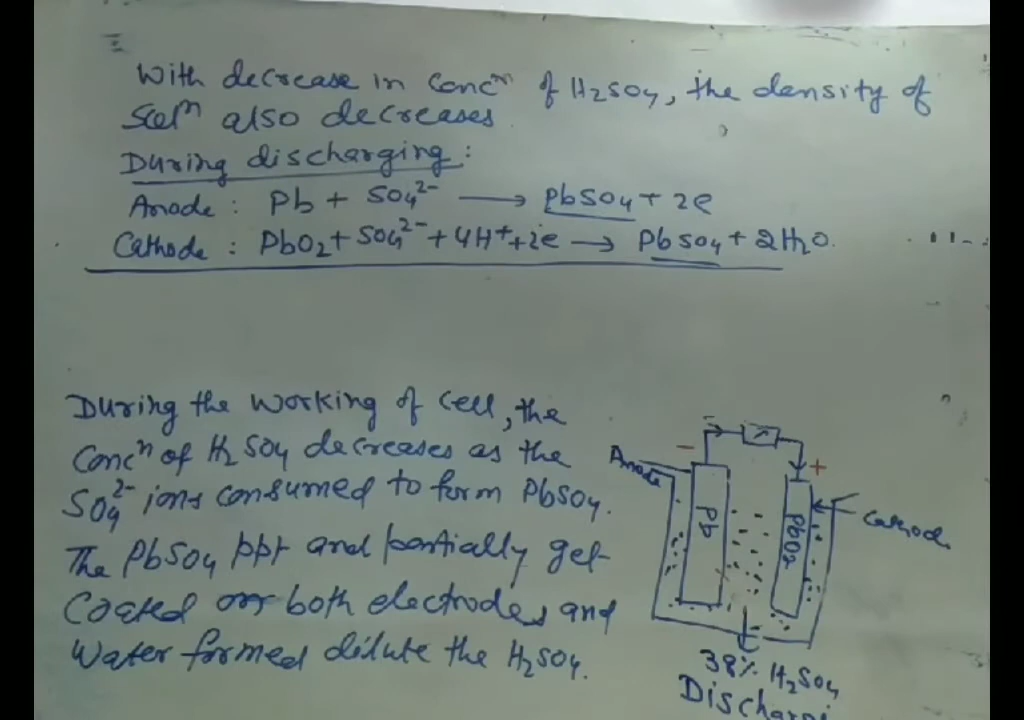 With decrease in concⁿ of H₂SO₄, the density of
Solⁿ also decreases
During discharging :
Anode : Pb + SO₄²⁻ ⟶ PbSO₄ + 2e
Cathode : PbO₂ + SO₄²⁻ + 4H⁺ + 2e ⟶ PbSO₄ + 2H₂O.
During the working of cell, the
Concⁿ of H₂SO₄ decreases as the
SO₄²⁻ ions consumed to form PbSO₄.
The PbSO₄ ppt and partially get
Coated on both electrodes and
Water formed dilute the H₂SO₄.
Anode
− +
Pb
PbO₂
Cathode
38% H₂SO₄
Dischargi